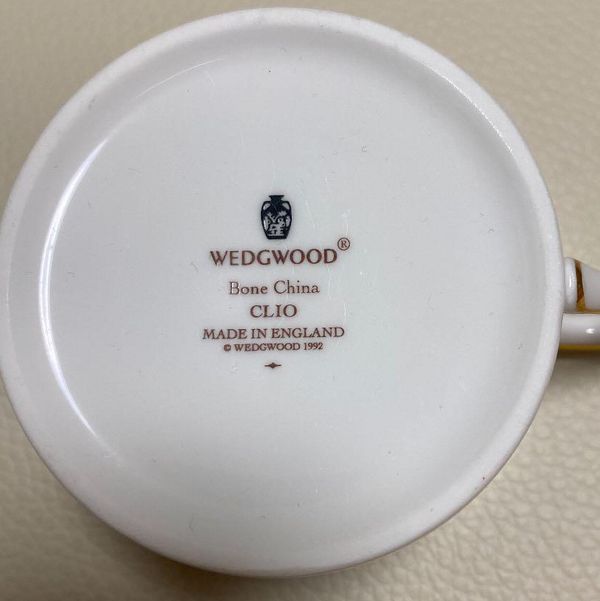 WEDGWOOD®
Bone China
CLIO
MADE IN ENGLAND
© WEDGWOOD 1992